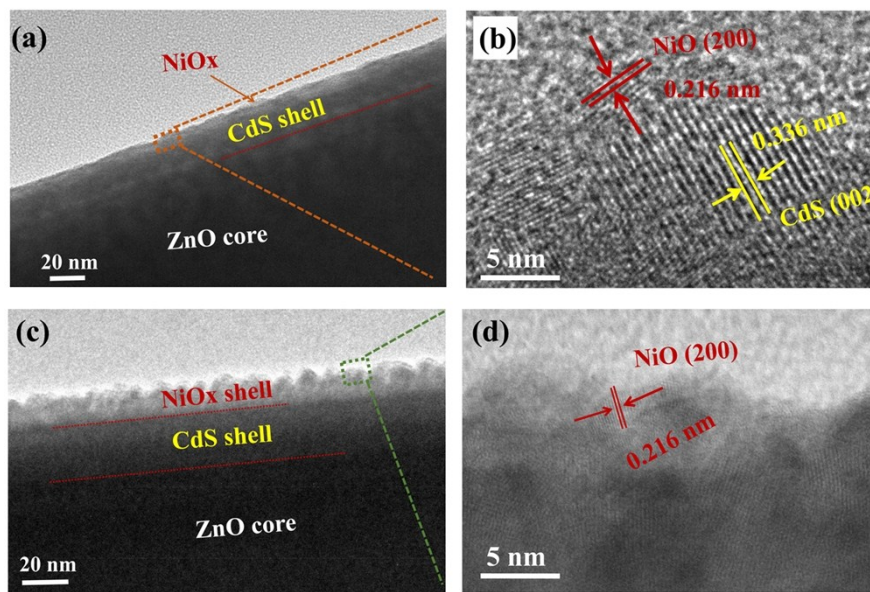 (a)
NiOx
CdS shell
ZnO core
20 nm
(b)
NiO (200)
0.216 nm
0.336 nm
CdS (002
5 nm
(c)
NiOx shell
CdS shell
ZnO core
20 nm
(d)
NiO (200)
0.216 nm
5 nm